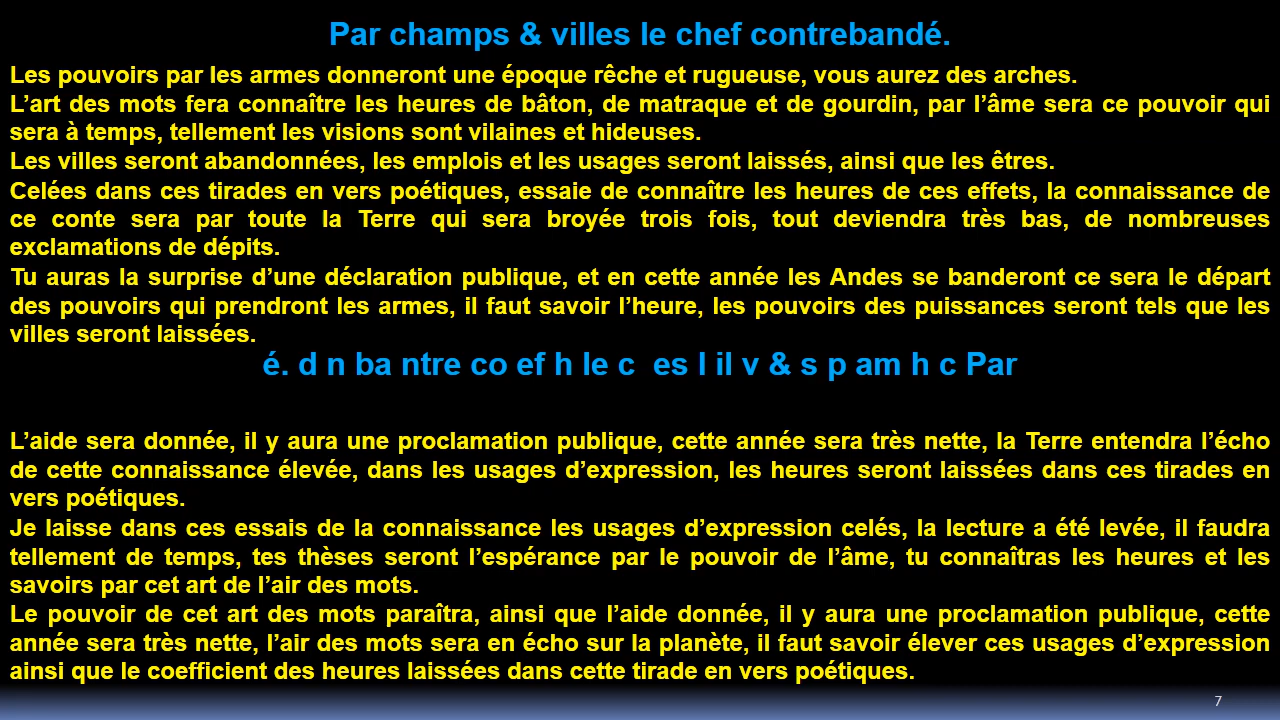 Par champs & villes le chef contrebandé.
Les pouvoirs par les armes donneront une époque rêche et rugueuse, vous aurez des arches.
L’art des mots fera connaître les heures de bâton, de matraque et de gourdin, par l’âme sera ce pouvoir qui
sera à temps, tellement les visions sont vilaines et hideuses.
Les villes seront abandonnées, les emplois et les usages seront laissés, ainsi que les êtres.
Celées dans ces tirades en vers poétiques, essaie de connaître les heures de ces effets, la connaissance de
ce conte sera par toute la Terre qui sera broyée trois fois, tout deviendra très bas, de nombreuses
exclamations de dépits.
Tu auras la surprise d’une déclaration publique, et en cette année les Andes se banderont ce sera le départ
des pouvoirs qui prendront les armes, il faut savoir l’heure, les pouvoirs des puissances seront tels que les
villes seront laissées.
é. d n ba ntre co ef h le c  es l il v & s p am h c Par
L’aide sera donnée, il y aura une proclamation publique, cette année sera très nette, la Terre entendra l’écho
de cette connaissance élevée, dans les usages d’expression, les heures seront laissées dans ces tirades en
vers poétiques.
Je laisse dans ces essais de la connaissance les usages d’expression celés, la lecture a été levée, il faudra
tellement de temps, tes thèses seront l’espérance par le pouvoir de l’âme, tu connaîtras les heures et les
savoirs par cet art de l’air des mots.
Le pouvoir de cet art des mots paraîtra, ainsi que l’aide donnée, il y aura une proclamation publique, cette
année sera très nette, l’air des mots sera en écho sur la planète, il faut savoir élever ces usages d’expression
ainsi que le coefficient des heures laissées dans cette tirade en vers poétiques.
7